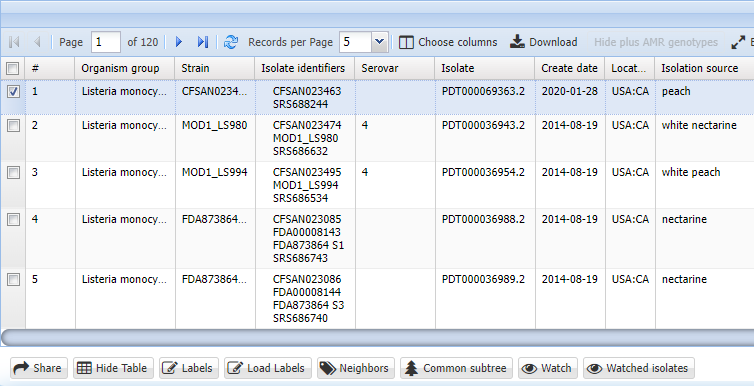 Page 1 of 120 Records per Page 5 Choose columns Download Hide plus AMR genotypes
# Organism group Strain Isolate identifiers Serovar Isolate Create date Locat... Isolation source
1 Listeria monocy... CFSAN0234... CFSAN023463 PDT000069363.2 2020-01-28 USA:CA peach
SRS688244
2 Listeria monocy... MOD1_LS980 CFSAN023474 4 PDT000036943.2 2014-08-19 USA:CA white nectarine
MOD1_LS980
SRS686632
3 Listeria monocy... MOD1_LS994 CFSAN023495 4 PDT000036954.2 2014-08-19 USA:CA white peach
MOD1_LS994
SRS686534
4 Listeria monocy... FDA873864... CFSAN023085 PDT000036988.2 2014-08-19 USA:CA nectarine
FDA00008143
FDA873864 S1
SRS686743
5 Listeria monocy... FDA873864... CFSAN023086 PDT000036989.2 2014-08-19 USA:CA nectarine
FDA00008144
FDA873864 S3
SRS686740
Share Hide Table Labels Load Labels Neighbors Common subtree Watch Watched isolates